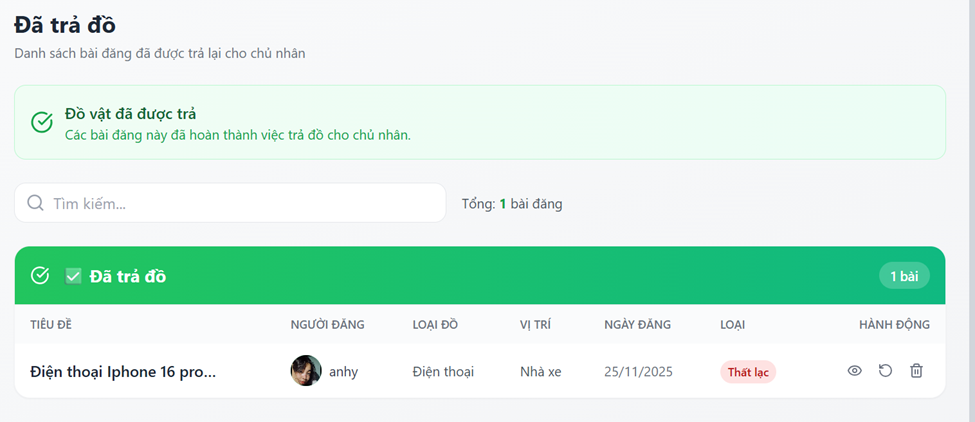 Đã trả đồ
Danh sách bài đăng đã được trả lại cho chủ nhân
Đồ vật đã được trả
Các bài đăng này đã hoàn thành việc trả đồ cho chủ nhân.
Tìm kiếm...
Tổng: 1 bài đăng
✅ Đã trả đồ
1 bài
TIÊU ĐỀ NGƯỜI ĐĂNG LOẠI ĐỒ VỊ TRÍ NGÀY ĐĂNG LOẠI HÀNH ĐỘNG
Điện thoại Iphone 16 pro... anhy Điện thoại Nhà xe 25/11/2025 Thất lạc